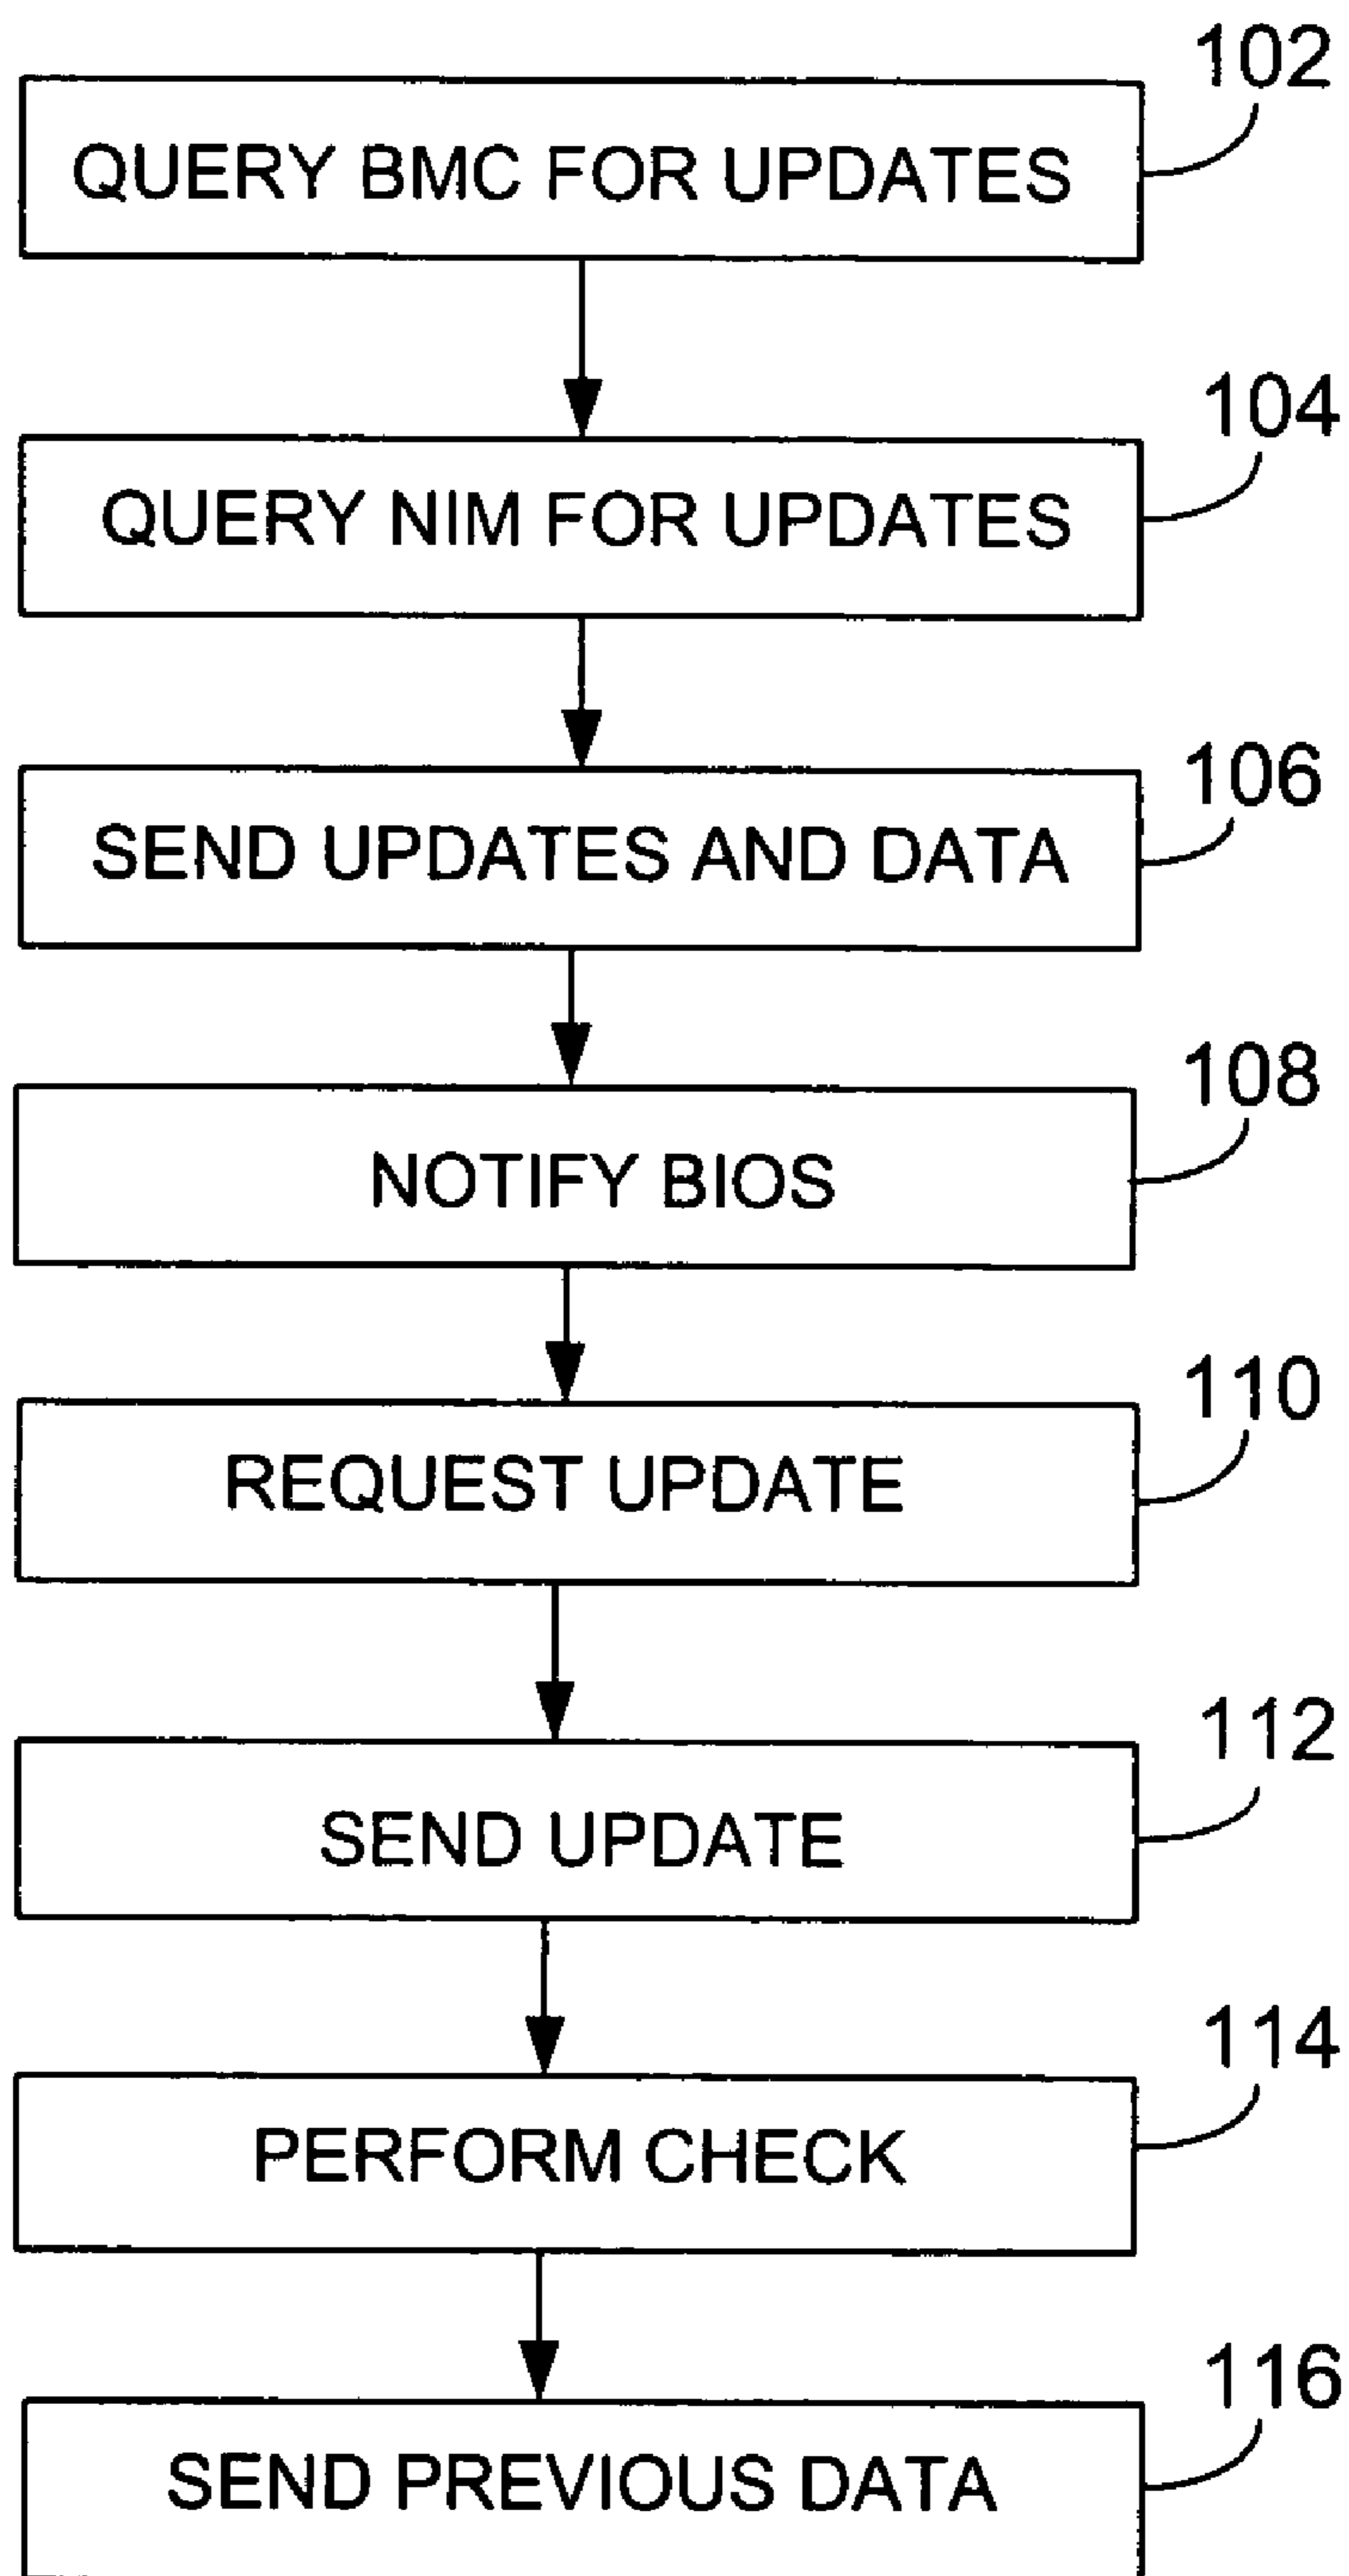 102
QUERY BMC FOR UPDATES
104
QUERY NIM FOR UPDATES
106
SEND UPDATES AND DATA
108
NOTIFY BIOS
110
REQUEST UPDATE
112
SEND UPDATE
114
PERFORM CHECK
116
SEND PREVIOUS DATA